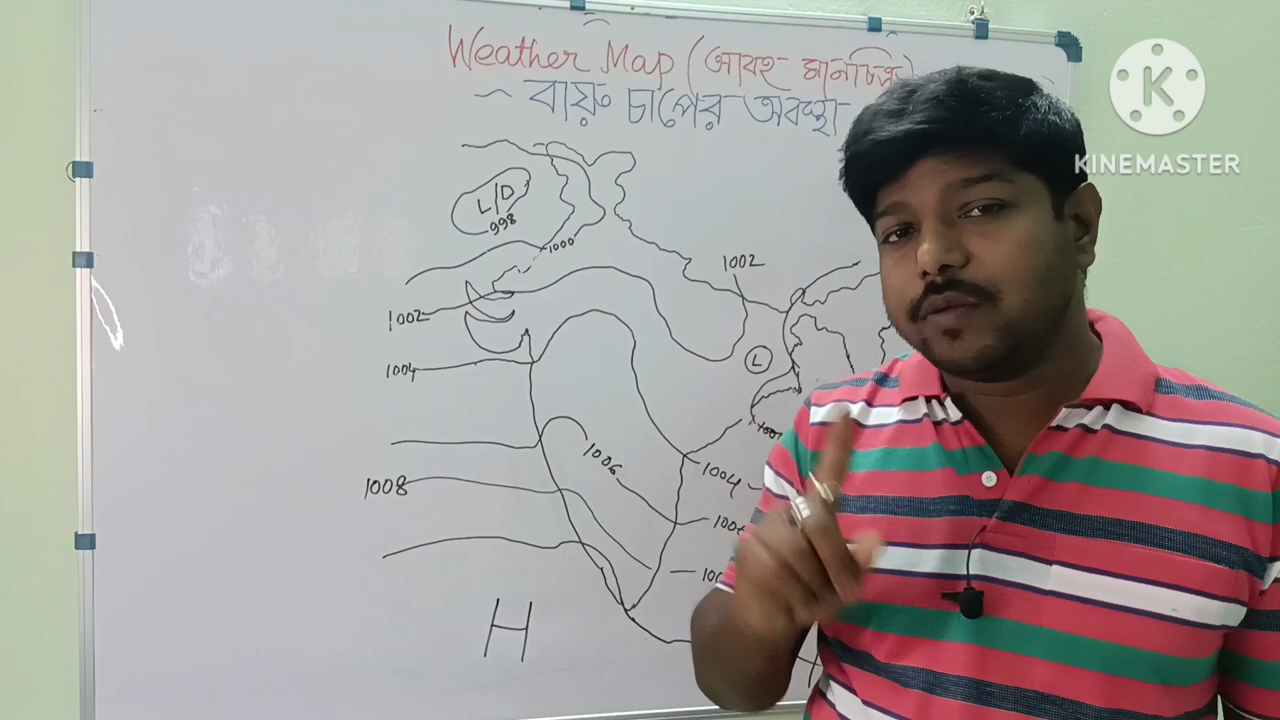 Weather Map (আবহ মানচিত্র)
~ বায়ু চাপের অবস্থা
K
KINEMASTER
L/D
998
1000
1002
1002
1004
L
1006
1004
1008
H